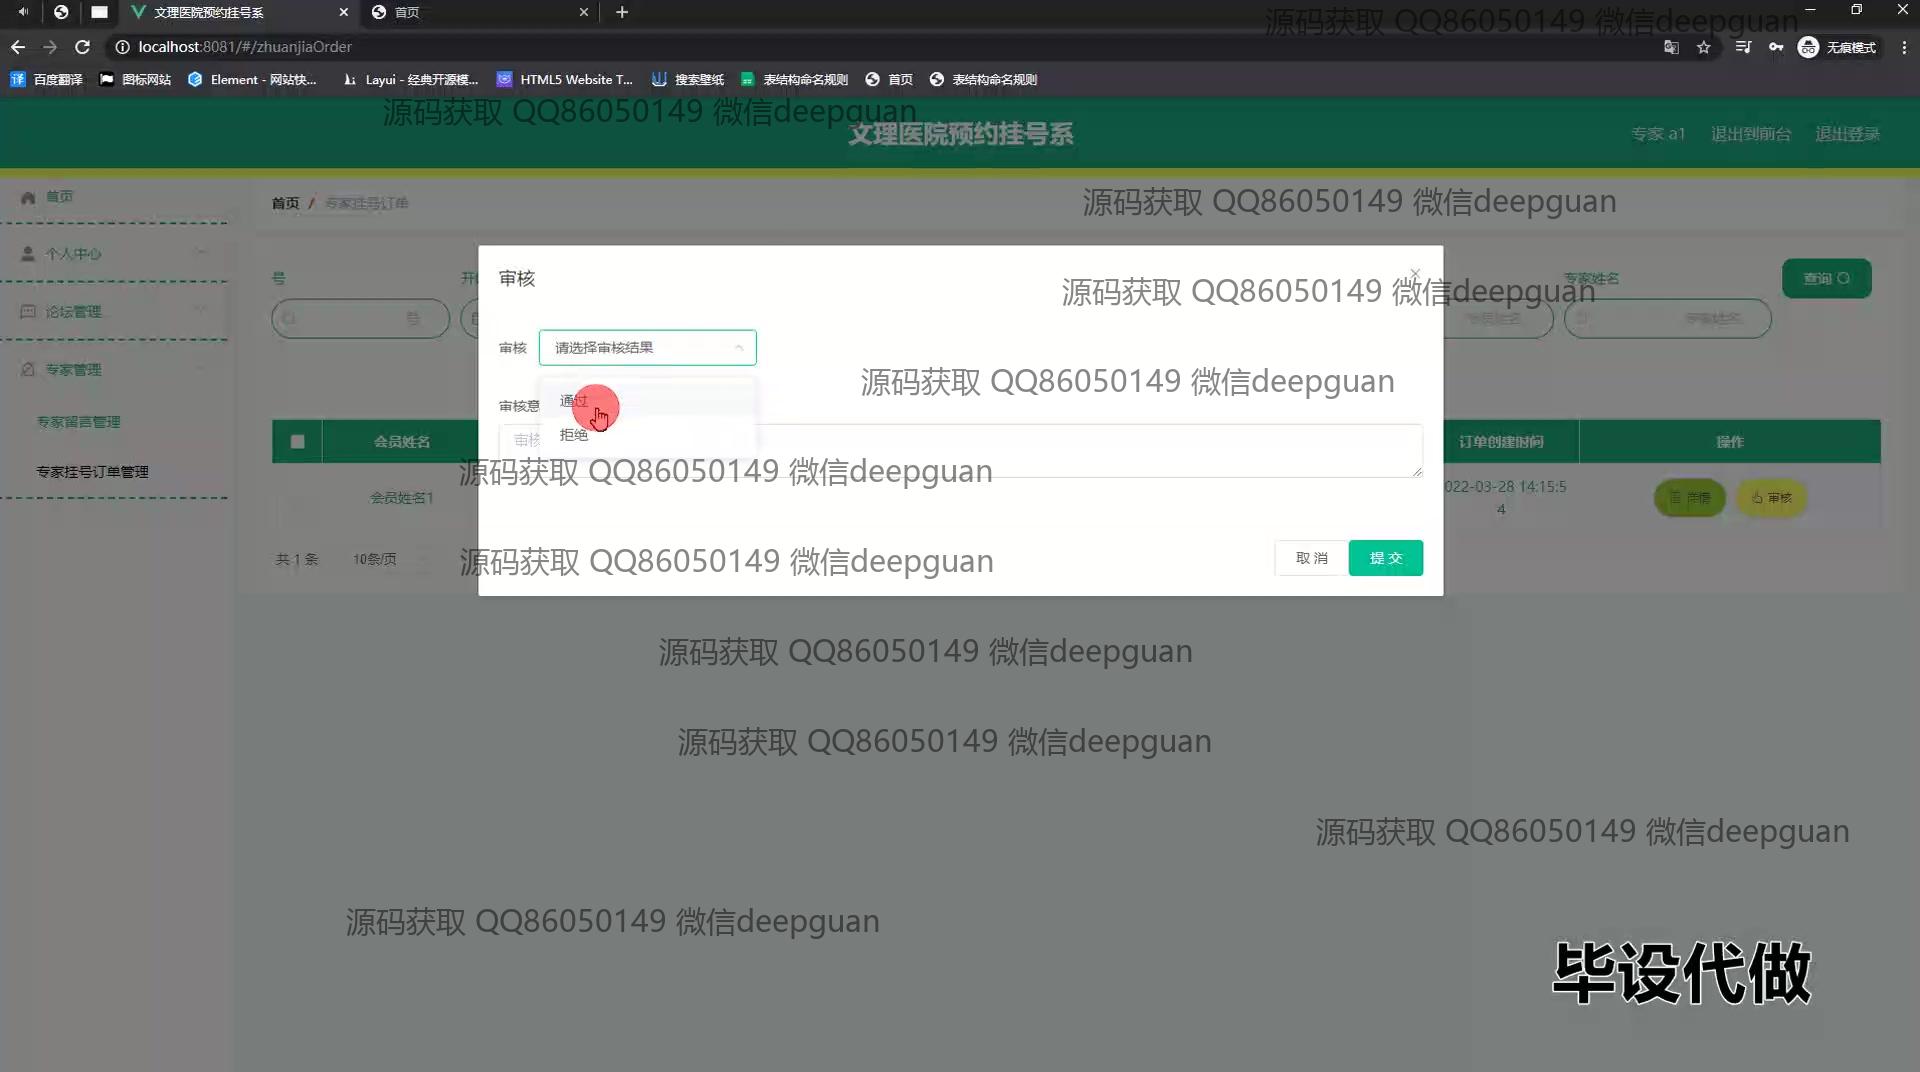 文理医院预约挂号系
首页
localhost:8081/#/zhuanjiaOrder
无痕模式
百度翻译
图标网站
Element - 网站快...
Layui - 经典开源模...
HTML5 Website T...
搜索壁纸
表结构命名规则
首页
表结构命名规则
源码获取 QQ86050149 微信deepguan
源码获取 QQ86050149 微信deepguan
文理医院预约挂号系
专家 a1
退出到前台
退出登录
首页
个人中心
论坛管理
专家管理
专家留言管理
专家挂号订单管理
首页 / 专家挂号订单
源码获取 QQ86050149 微信deepguan
号
专家姓名
专家姓名
查询
审核
源码获取 QQ86050149 微信deepguan
审核
请选择审核结果
通过
拒绝
源码获取 QQ86050149 微信deepguan
审核意
审核
会员姓名
订单创建时间
操作
源码获取 QQ86050149 微信deepguan
会员姓名1
022-03-28 14:15:5
4
详情
审核
共 1 条
10条/页
取 消
提 交
源码获取 QQ86050149 微信deepguan
源码获取 QQ86050149 微信deepguan
源码获取 QQ86050149 微信deepguan
源码获取 QQ86050149 微信deepguan
源码获取 QQ86050149 微信deepguan
毕设代做